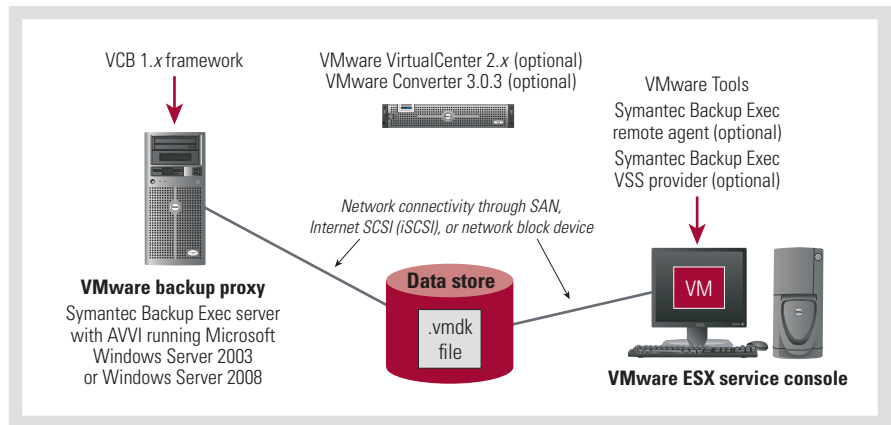 VCB 1.x framework
VMware VirtualCenter 2.x (optional)
VMware Converter 3.0.3 (optional)
VMware Tools
Symantec Backup Exec
remote agent (optional)
Symantec Backup Exec
VSS provider (optional)
Network connectivity through SAN,
Internet SCSI (iSCSI), or network block device
VMware backup proxy
Symantec Backup Exec server
with AVVI running Microsoft
Windows Server 2003
or Windows Server 2008
Data store
.vmdk
file
VM
VMware ESX service console